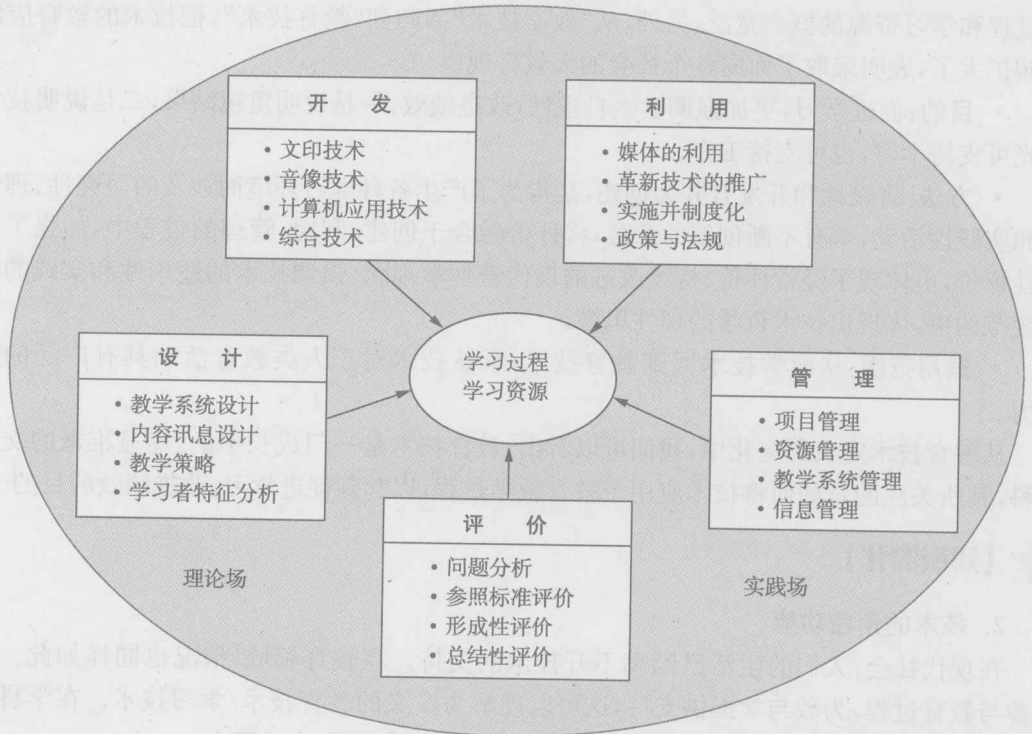 开 发
• 文印技术
• 音像技术
• 计算机应用技术
• 综合技术
利 用
• 媒体的利用
• 革新技术的推广
• 实施并制度化
• 政策与法规
学习过程
学习资源
设 计
• 教学系统设计
• 内容讯息设计
• 教学策略
• 学习者特征分析
管 理
• 项目管理
• 资源管理
• 教学系统管理
• 信息管理
评 价
• 问题分析
• 参照标准评价
• 形成性评价
• 总结性评价
理论场
实践场